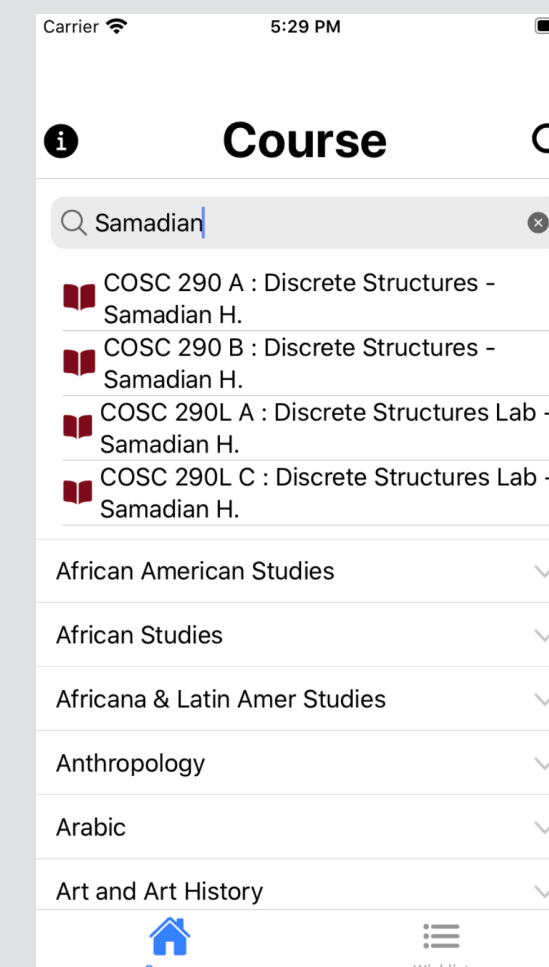 Carrier
5:29 PM
Course
Samadian
COSC 290 A : Discrete Structures -
Samadian H.
COSC 290 B : Discrete Structures -
Samadian H.
COSC 290L A : Discrete Structures Lab -
Samadian H.
COSC 290L C : Discrete Structures Lab -
Samadian H.
African American Studies
African Studies
Africana & Latin Amer Studies
Anthropology
Arabic
Art and Art History